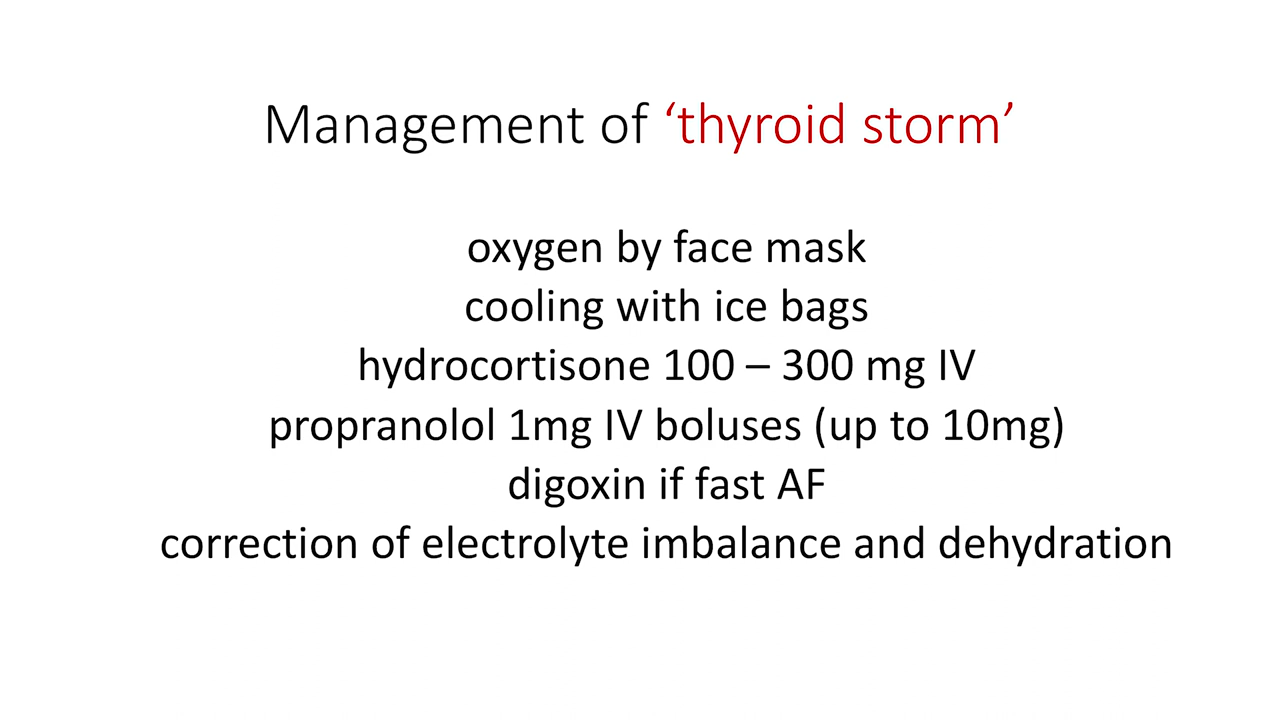 Management of ‘thyroid storm’
oxygen by face mask
cooling with ice bags
hydrocortisone 100 – 300 mg IV
propranolol 1mg IV boluses (up to 10mg)
digoxin if fast AF
correction of electrolyte imbalance and dehydration